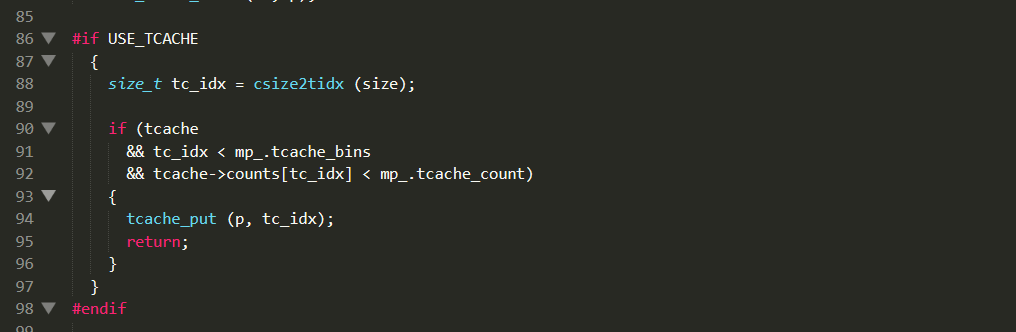 85
86 #if USE_TCACHE
87 {
88 size_t tc_idx = csize2tidx (size);
89
90 if (tcache
91 && tc_idx < mp_.tcache_bins
92 && tcache->counts[tc_idx] < mp_.tcache_count)
93 {
94 tcache_put (p, tc_idx);
95 return;
96 }
97 }
98 #endif